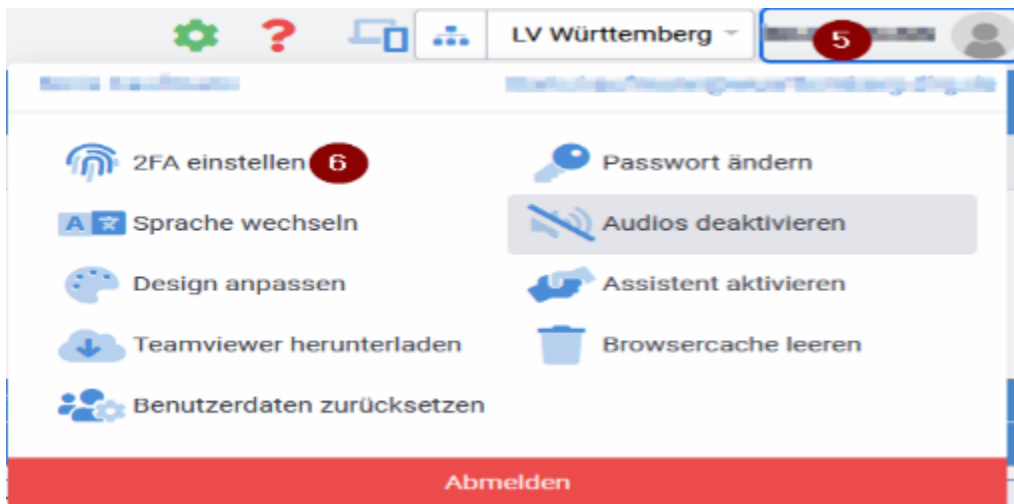 ? LV Württemberg 5
2FA einstellen 6 Passwort ändern
A Sprache wechseln Audios deaktivieren
Design anpassen Assistent aktivieren
Teamviewer herunterladen Browsercache leeren
Benutzerdaten zurücksetzen
Abmelden